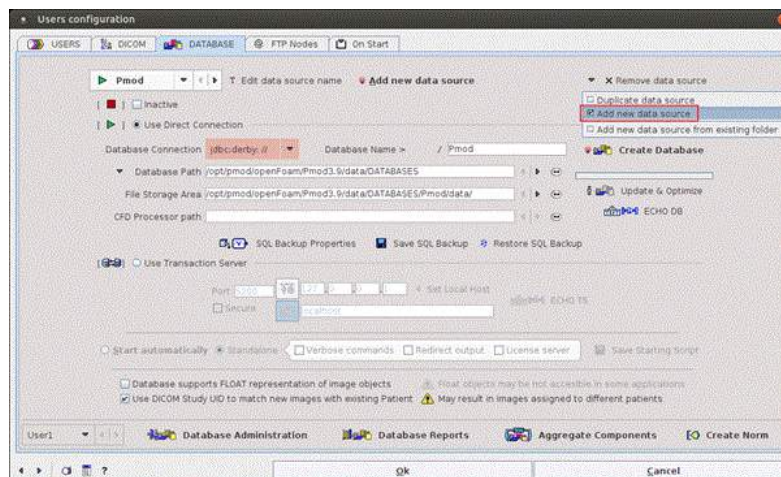 Users configuration
USERS DICOM DATABASE FTP Nodes On Start
Pmod Edit data source name Add new data source Remove data source
Duplicate data source
[ ] Inactive Add new data source
[ ] Use Direct Connection Add new data source from existing folder
Database Connection jdbc:derby: // Database Name > / Pmod Create Database
Database Path /opt/pmod/openFoam/Pmod3.9/data/DATABASES
File Storage Area /opt/pmod/openFoam/Pmod3.9/data/DATABASES/Pmod/data/ Update & Optimize
CFD Processor path ECHO DB
SQL Backup Properties Save SQL Backup Restore SQL Backup
[ ] Use Transaction Server
Port Set Local Host
ECHO TS
Secure localhost
Start automatically Standalone Verbose commands Redirect output License server Save Starting Script
Database supports FLOAT representation of image objects Float objects may be not accesible in some applications
Use DICOM Study UID to match new images with existing Patient May result in images assigned to different patients
User1 Database Administration Database Reports Aggregate Components Create Norm
? Ok Cancel